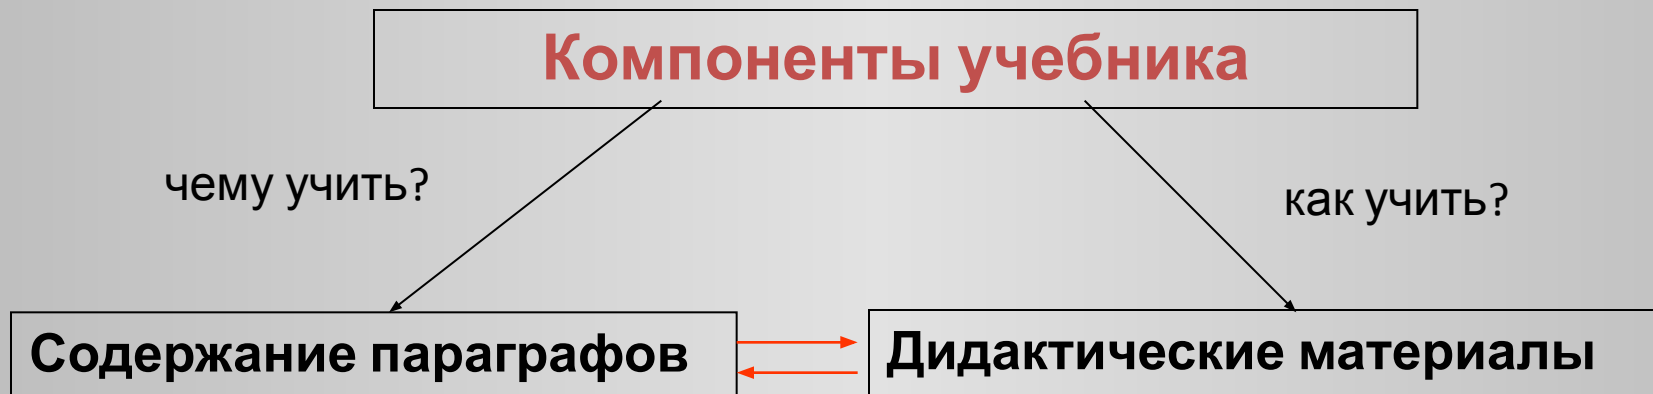 Компоненты учебника
чему учить?
как учить?
Содержание параграфов
Дидактические материалы